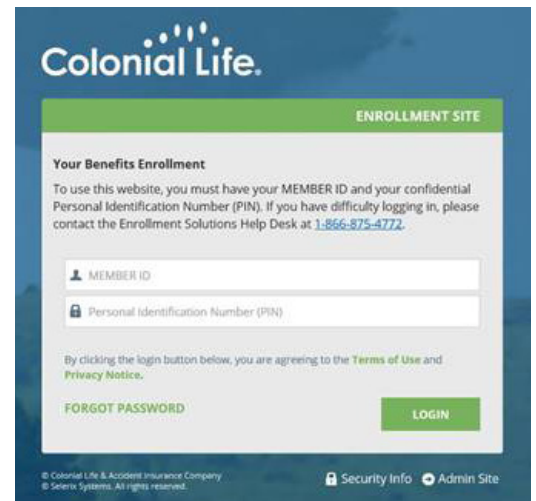 Colonial Life.
ENROLLMENT SITE
Your Benefits Enrollment
To use this website, you must have your MEMBER ID and your confidential
Personal Identification Number (PIN). If you have difficulty logging in, please
contact the Enrollment Solutions Help Desk at 1-866-875-4772.
MEMBER ID
Personal Identification Number (PIN)
By clicking the login button below, you are agreeing to the Terms of Use and
Privacy Notice.
FORGOT PASSWORD
LOGIN
© Colonial Life & Accident Insurance Company
© Selerix Systems. All rights reserved.
Security Info
Admin Site